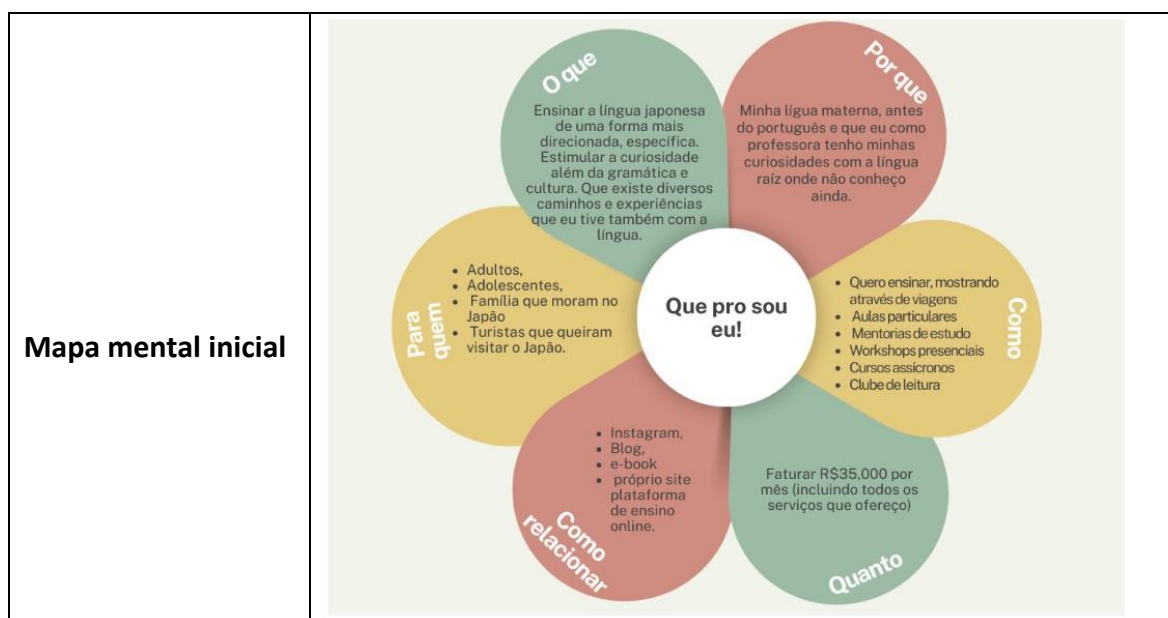 Mapa mental inicial
O que
Ensinar a língua japonesa
de uma forma mais
direcionada, específica.
Estimular a curiosidade
além da gramática e
cultura. Que existe diversos
caminhos e experiências
que eu tive também com a
língua.
Por que
Minha lígua materna, antes
do português e que eu como
professora tenho minhas
curiosidades com a língua
raíz onde não conheço
ainda.
Para
quem
• Adultos,
• Adolescentes,
• Família que moram no
Japão
• Turistas que queiram
visitar o Japão.
Que pro sou
eu!
Como
• Quero ensinar, mostrando
através de viagens
• Aulas particulares
• Mentorias de estudo
• Workshops presenciais
• Cursos assícronos
• Clube de leitura
Como
relacionar
• Instagram,
• Blog,
• e-book
• próprio site
plataforma
de ensino
online.
Quanto
Faturar R$35,000 por
mês (incluindo todos os
serviços que ofereço)